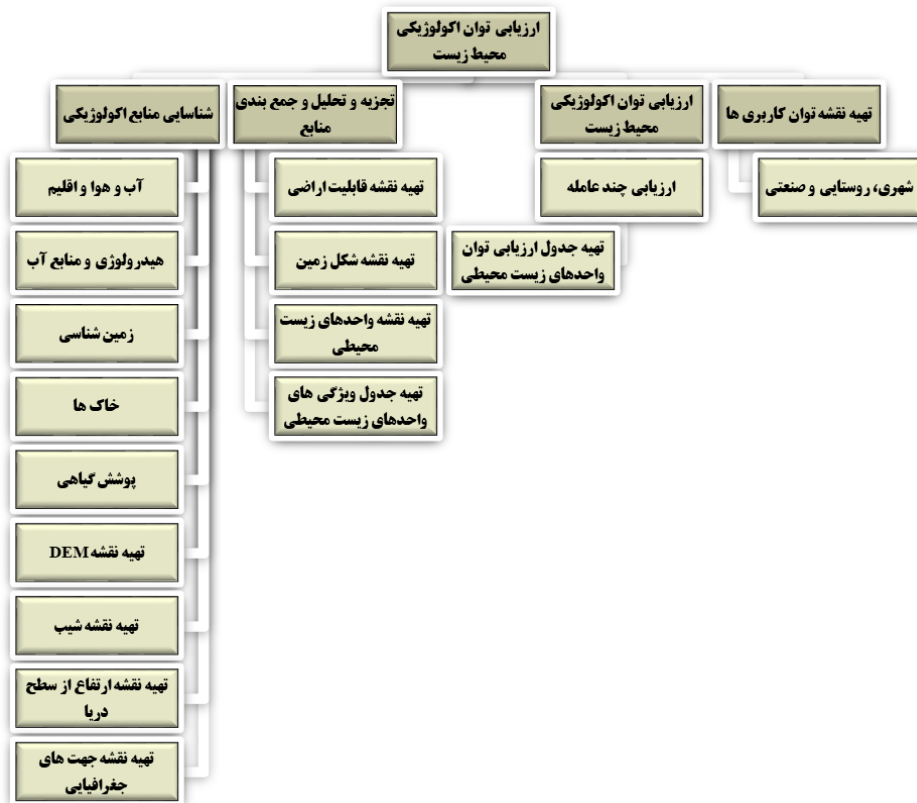 ارزیابی توان اکولوژیکی
محیط زیست
شناسایی منابع اکولوژیکی
تجزیه و تحلیل و جمع بندی
منابع
ارزیابی توان اکولوژیکی
محیط زیست
تهیه نقشه توان کاربری ها
آب و هوا و اقلیم
هیدرولوژی و منابع آب
زمین شناسی
خاک ها
پوشش گیاهی
تهیه نقشه DEM
تهیه نقشه شیب
تهیه نقشه ارتفاع از سطح
دریا
تهیه نقشه جهت های
جغرافیایی
تهیه نقشه قابلیت اراضی
تهیه نقشه شکل زمین
تهیه نقشه واحدهای زیست
محیطی
تهیه جدول ویژگی های
واحدهای زیست محیطی
ارزیابی چند عامله
تهیه جدول ارزیابی توان
واحدهای زیست محیطی
شهری، روستایی و صنعتی